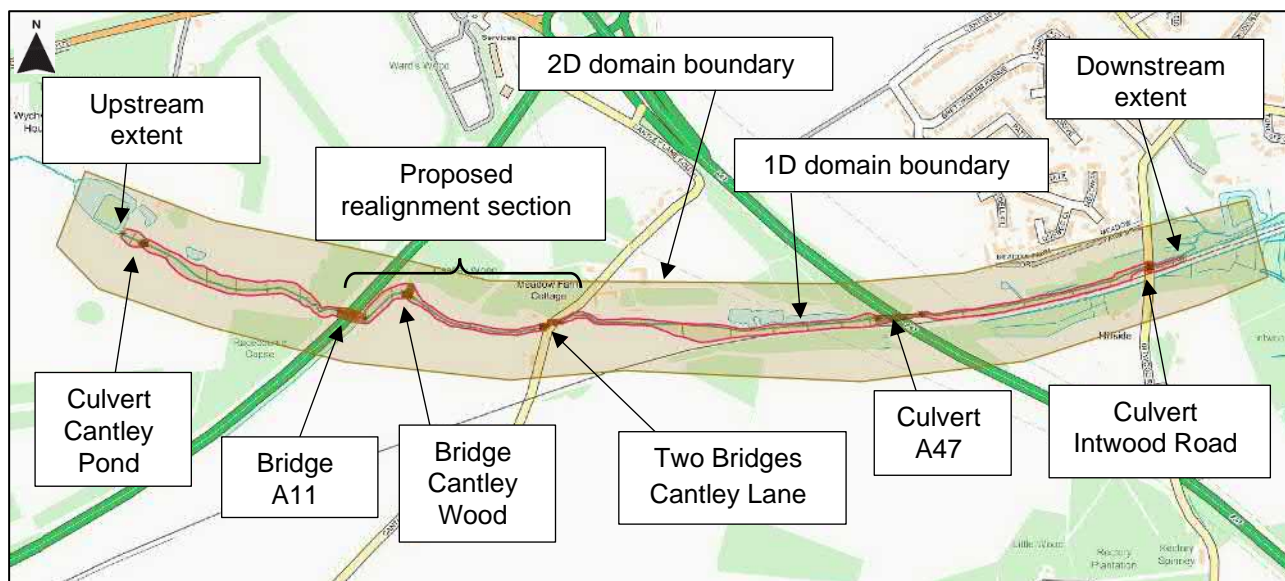 N
Services
Ward's Wood
2D domain boundary
Downstream
extent
Upstream
extent
1D domain boundary
Proposed
realignment section
Meadow Farm
Cottage
Hillside
Culvert
Cantley
Pond
Bridge
A11
Bridge
Cantley
Wood
Two Bridges
Cantley Lane
Culvert
A47
Culvert
Intwood Road
Little Wood
Rectory
Plantation
Rectory
Spinney